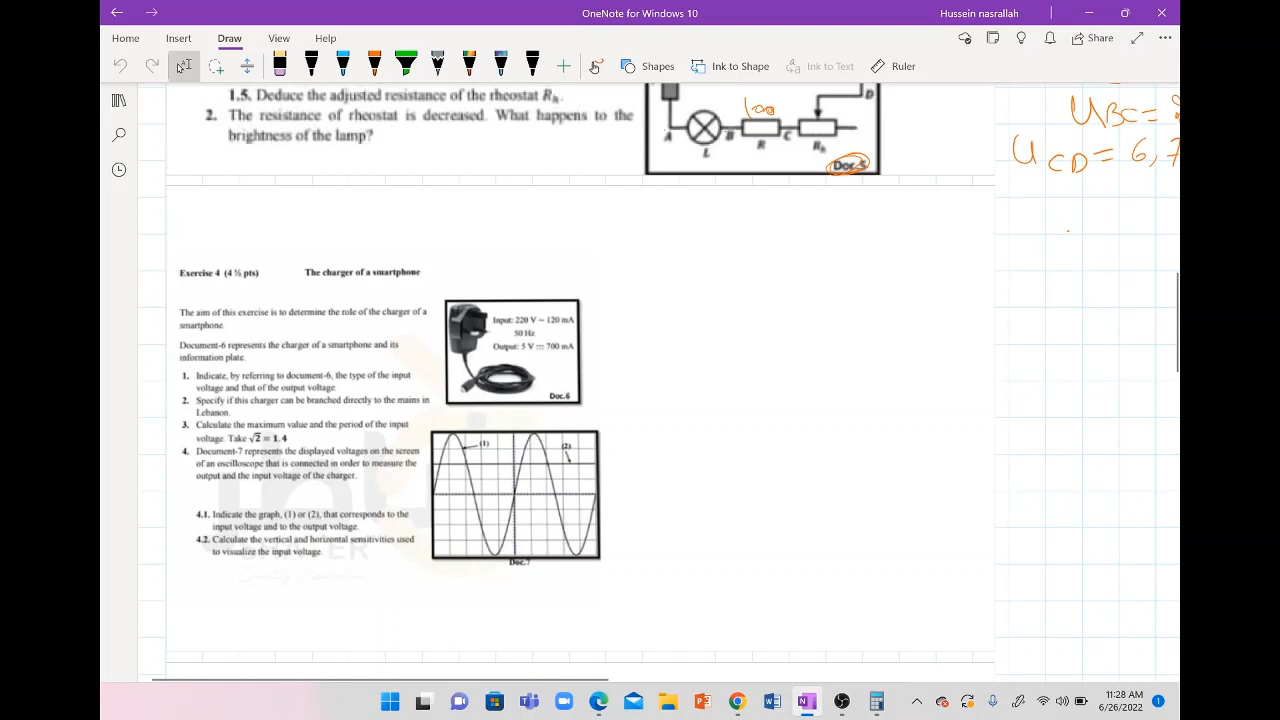 OneNote for Windows 10
Hussein nasrallah
Home Insert Draw View Help
Share
Shapes
Ink to Shape
Ink to Text
Ruler
1.5. Deduce the adjusted resistance of the rheostat Rh.
2. The resistance of rheostat is decreased. What happens to the
brightness of the lamp?
100
D
A
B
C
L
R
Rh
Doc.5
UBC = 8
UCD = 6,7
Exercise 4 (4 ½ pts) The charger of a smartphone
The aim of this exercise is to determine the role of the charger of a
smartphone.
Document-6 represents the charger of a smartphone and its
information plate.
1. Indicate, by referring to document-6, the type of the input
voltage and that of the output voltage.
2. Specify if this charger can be branched directly to the mains in
Lebanon.
3. Calculate the maximum value and the period of the input
voltage. Take √2 = 1.4
4. Document-7 represents the displayed voltages on the screen
of an oscilloscope that is connected in order to measure the
output and the input voltage of the charger.
4.1. Indicate the graph, (1) or (2), that corresponds to the
input voltage and to the output voltage.
4.2. Calculate the vertical and horizontal sensitivities used
to visualize the input voltage.
Input: 220 V ~ 120 mA
50 Hz
Output: 5 V ⎓ 700 mA
Doc.6
(1)
(2)
Doc.7
11:28 AM
6/26/2022